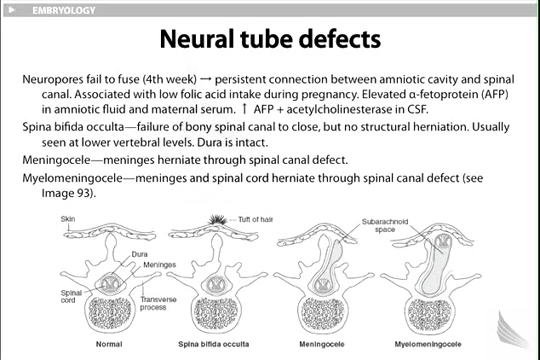 EMBRYOLOGY
Neural tube defects
Neuropores fail to fuse (4th week) → persistent connection between amniotic cavity and spinal
canal. Associated with low folic acid intake during pregnancy. Elevated α-fetoprotein (AFP)
in amniotic fluid and maternal serum. ↑ AFP + acetylcholinesterase in CSF.
Spina bifida occulta—failure of bony spinal canal to close, but no structural herniation. Usually
seen at lower vertebral levels. Dura is intact.
Meningocele—meninges herniate through spinal canal defect.
Myelomeningocele—meninges and spinal cord herniate through spinal canal defect (see
Image 93).
Skin
Tuft of hair
Subarachnoid
space
Dura
Meninges
Spinal
cord
Transverse
process
Normal
Spina bifida occulta
Meningocele
Myelomeningocele